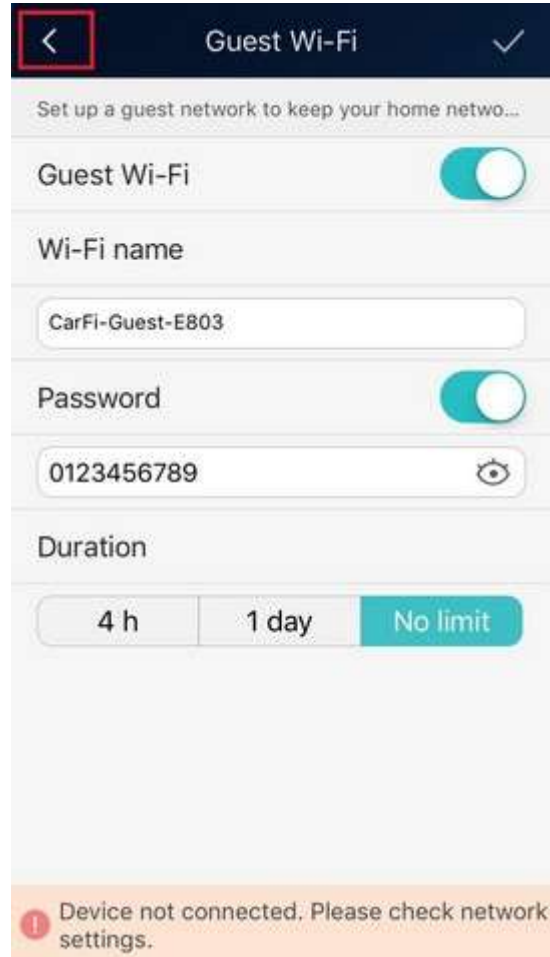 Guest Wi-Fi
Set up a guest network to keep your home netwo...
Guest Wi-Fi
Wi-Fi name
CarFi-Guest-E803
Password
0123456789
Duration
4 h 1 day No limit
Device not connected. Please check network
settings.